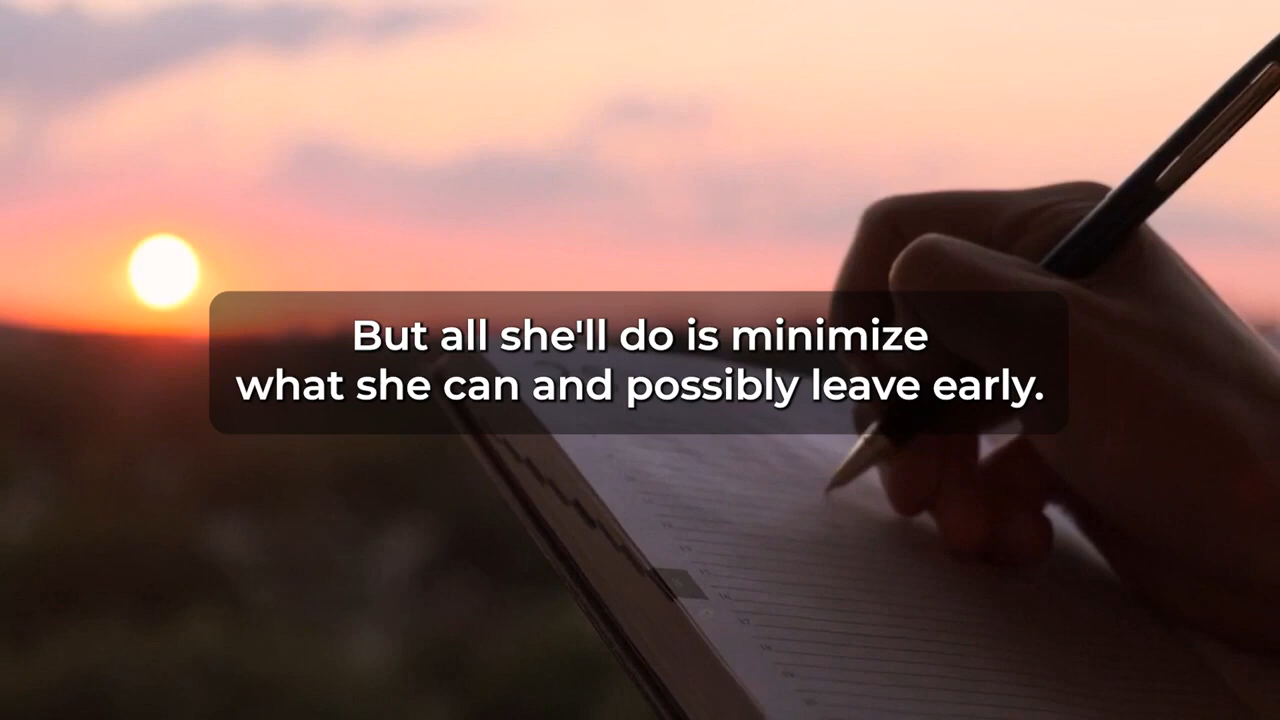 But all she'll do is minimize
what she can and possibly leave early.